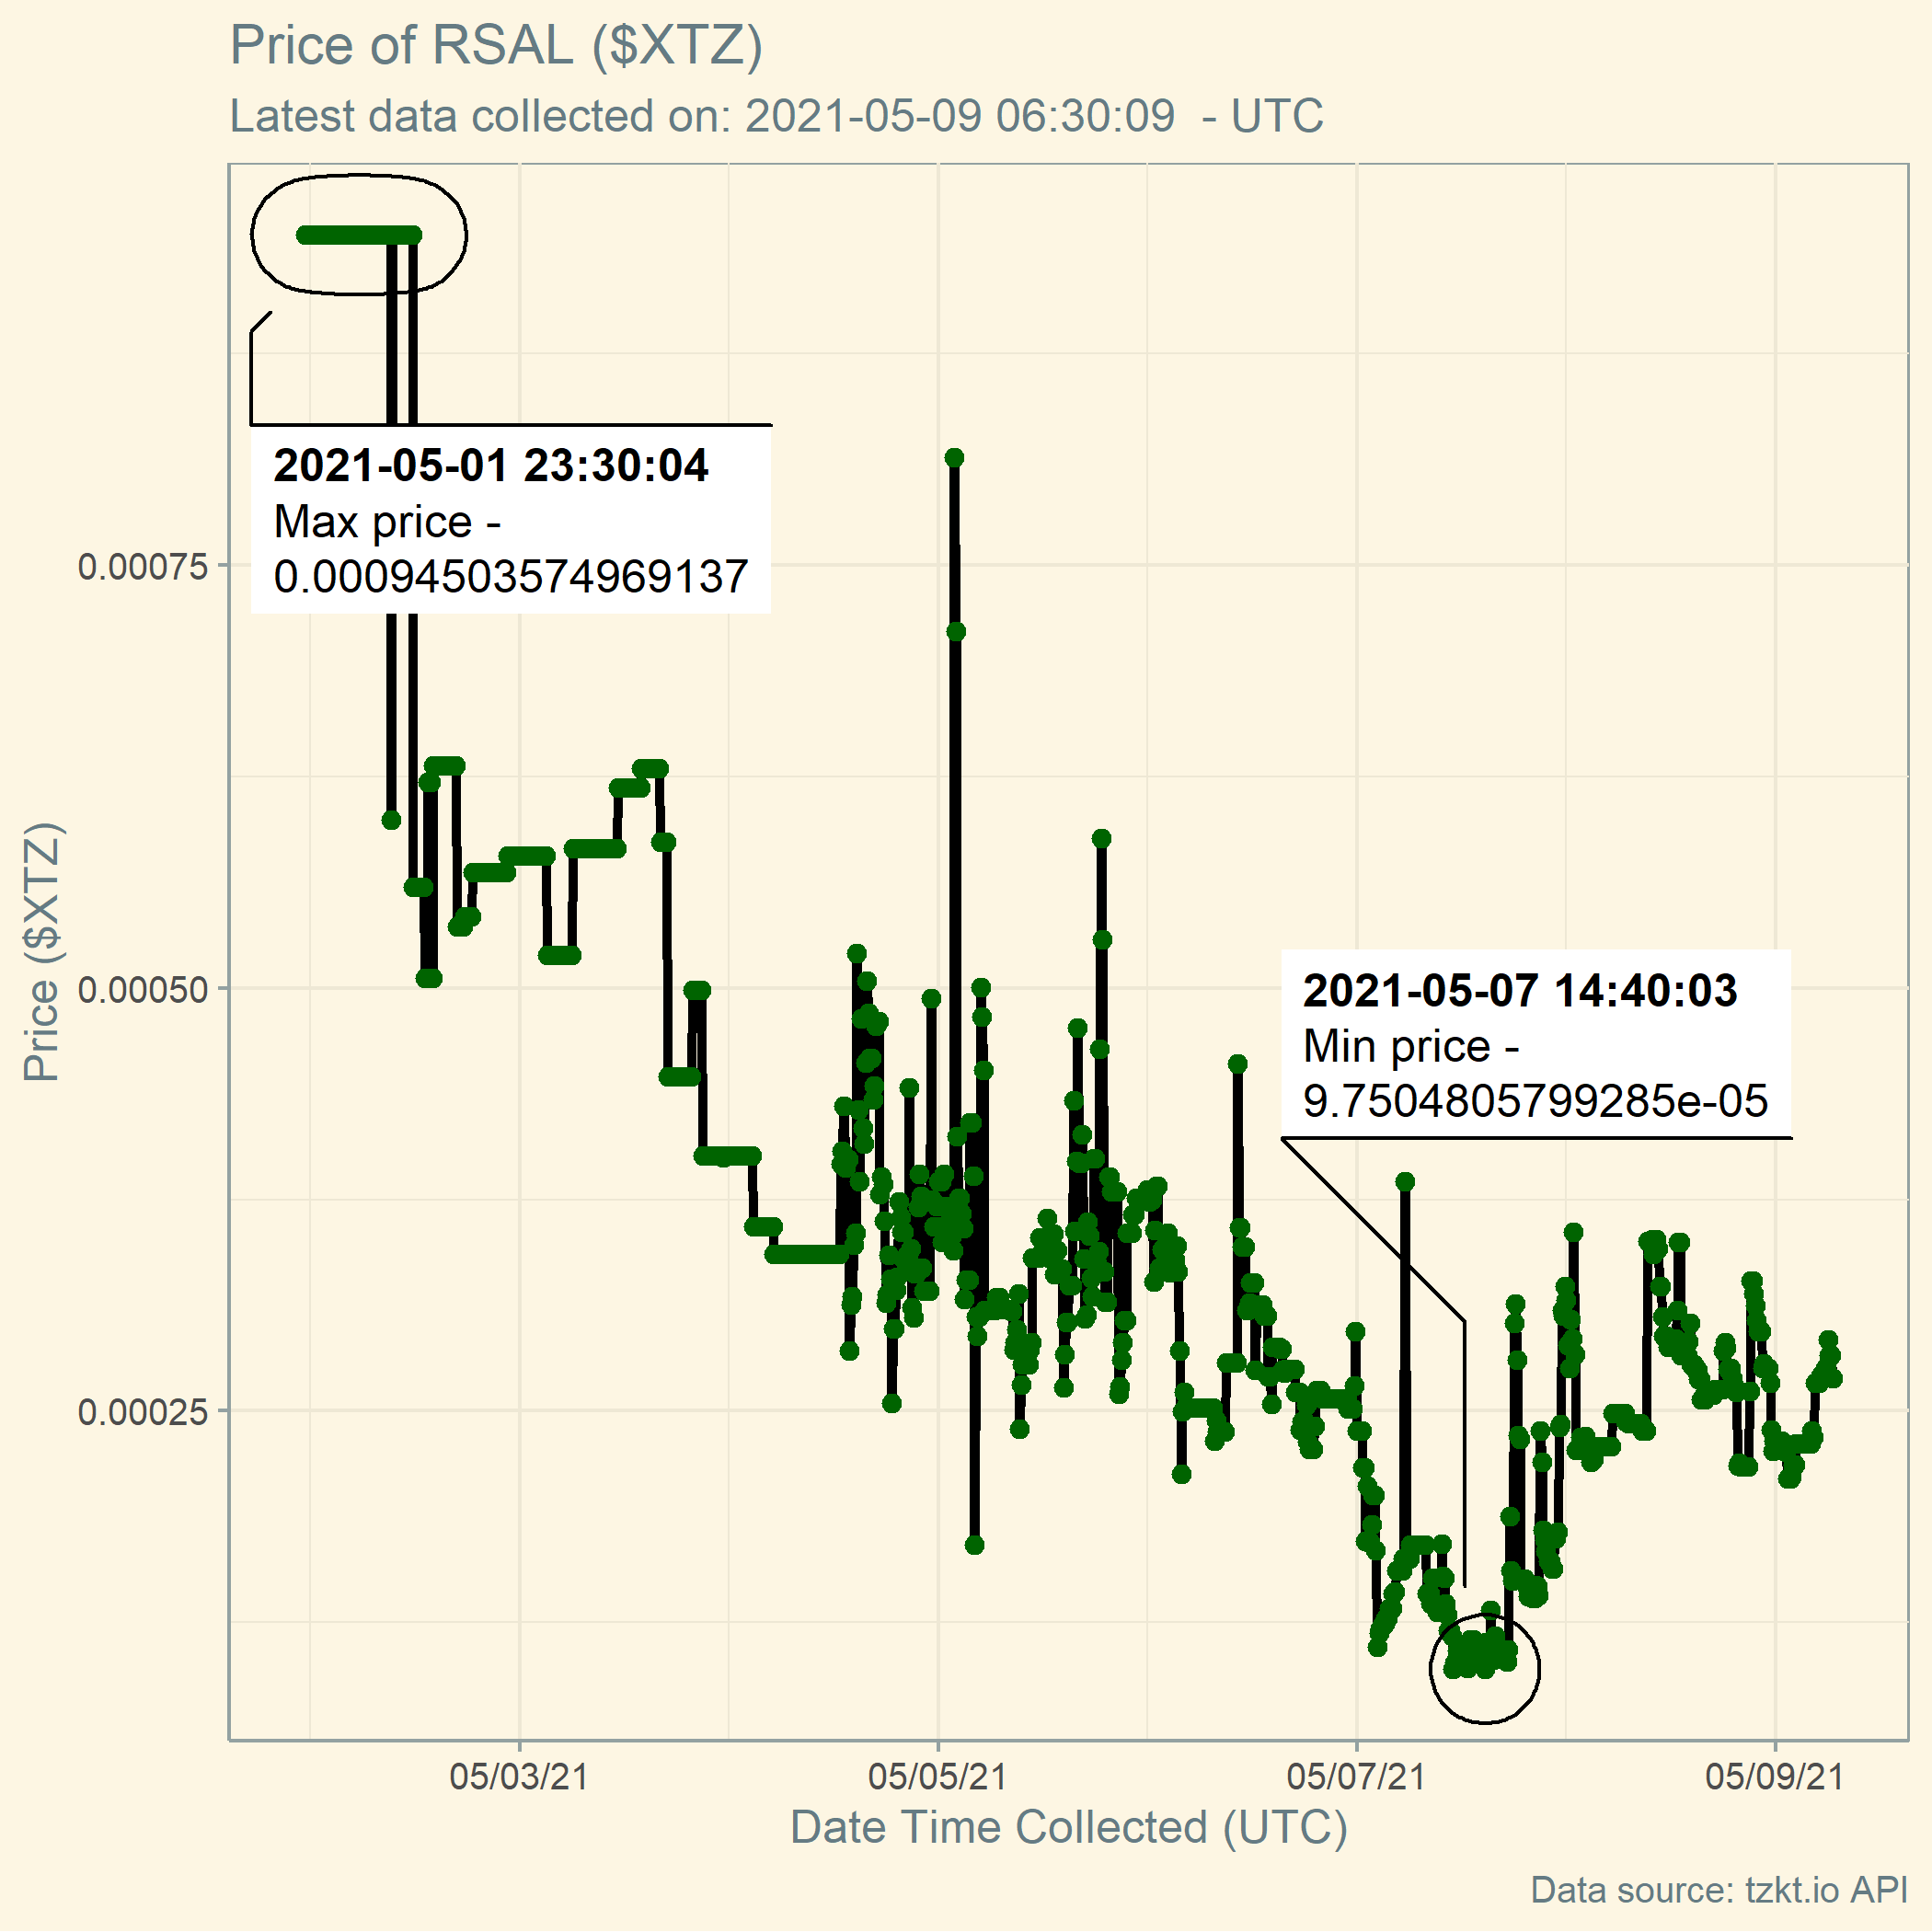 Price of RSAL ($XTZ)
Latest data collected on: 2021-05-09 06:30:09  - UTC
2021-05-01 23:30:04
Max price -
0.00094503574969137
0.00075
Price ($XTZ)
0.00050
2021-05-07 14:40:03
Min price -
9.7504805799285e-05
0.00025
05/03/21
05/05/21
05/07/21
05/09/21
Date Time Collected (UTC)
Data source: tzkt.io API